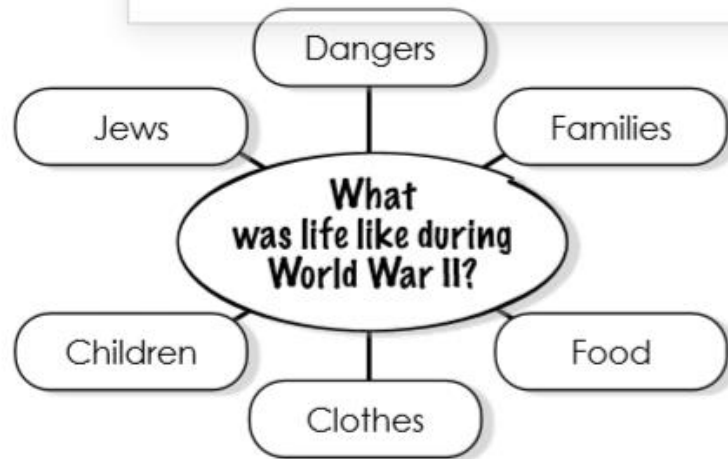 Dangers
Jews
Families
What
was life like during
World War II?
Children
Food
Clothes